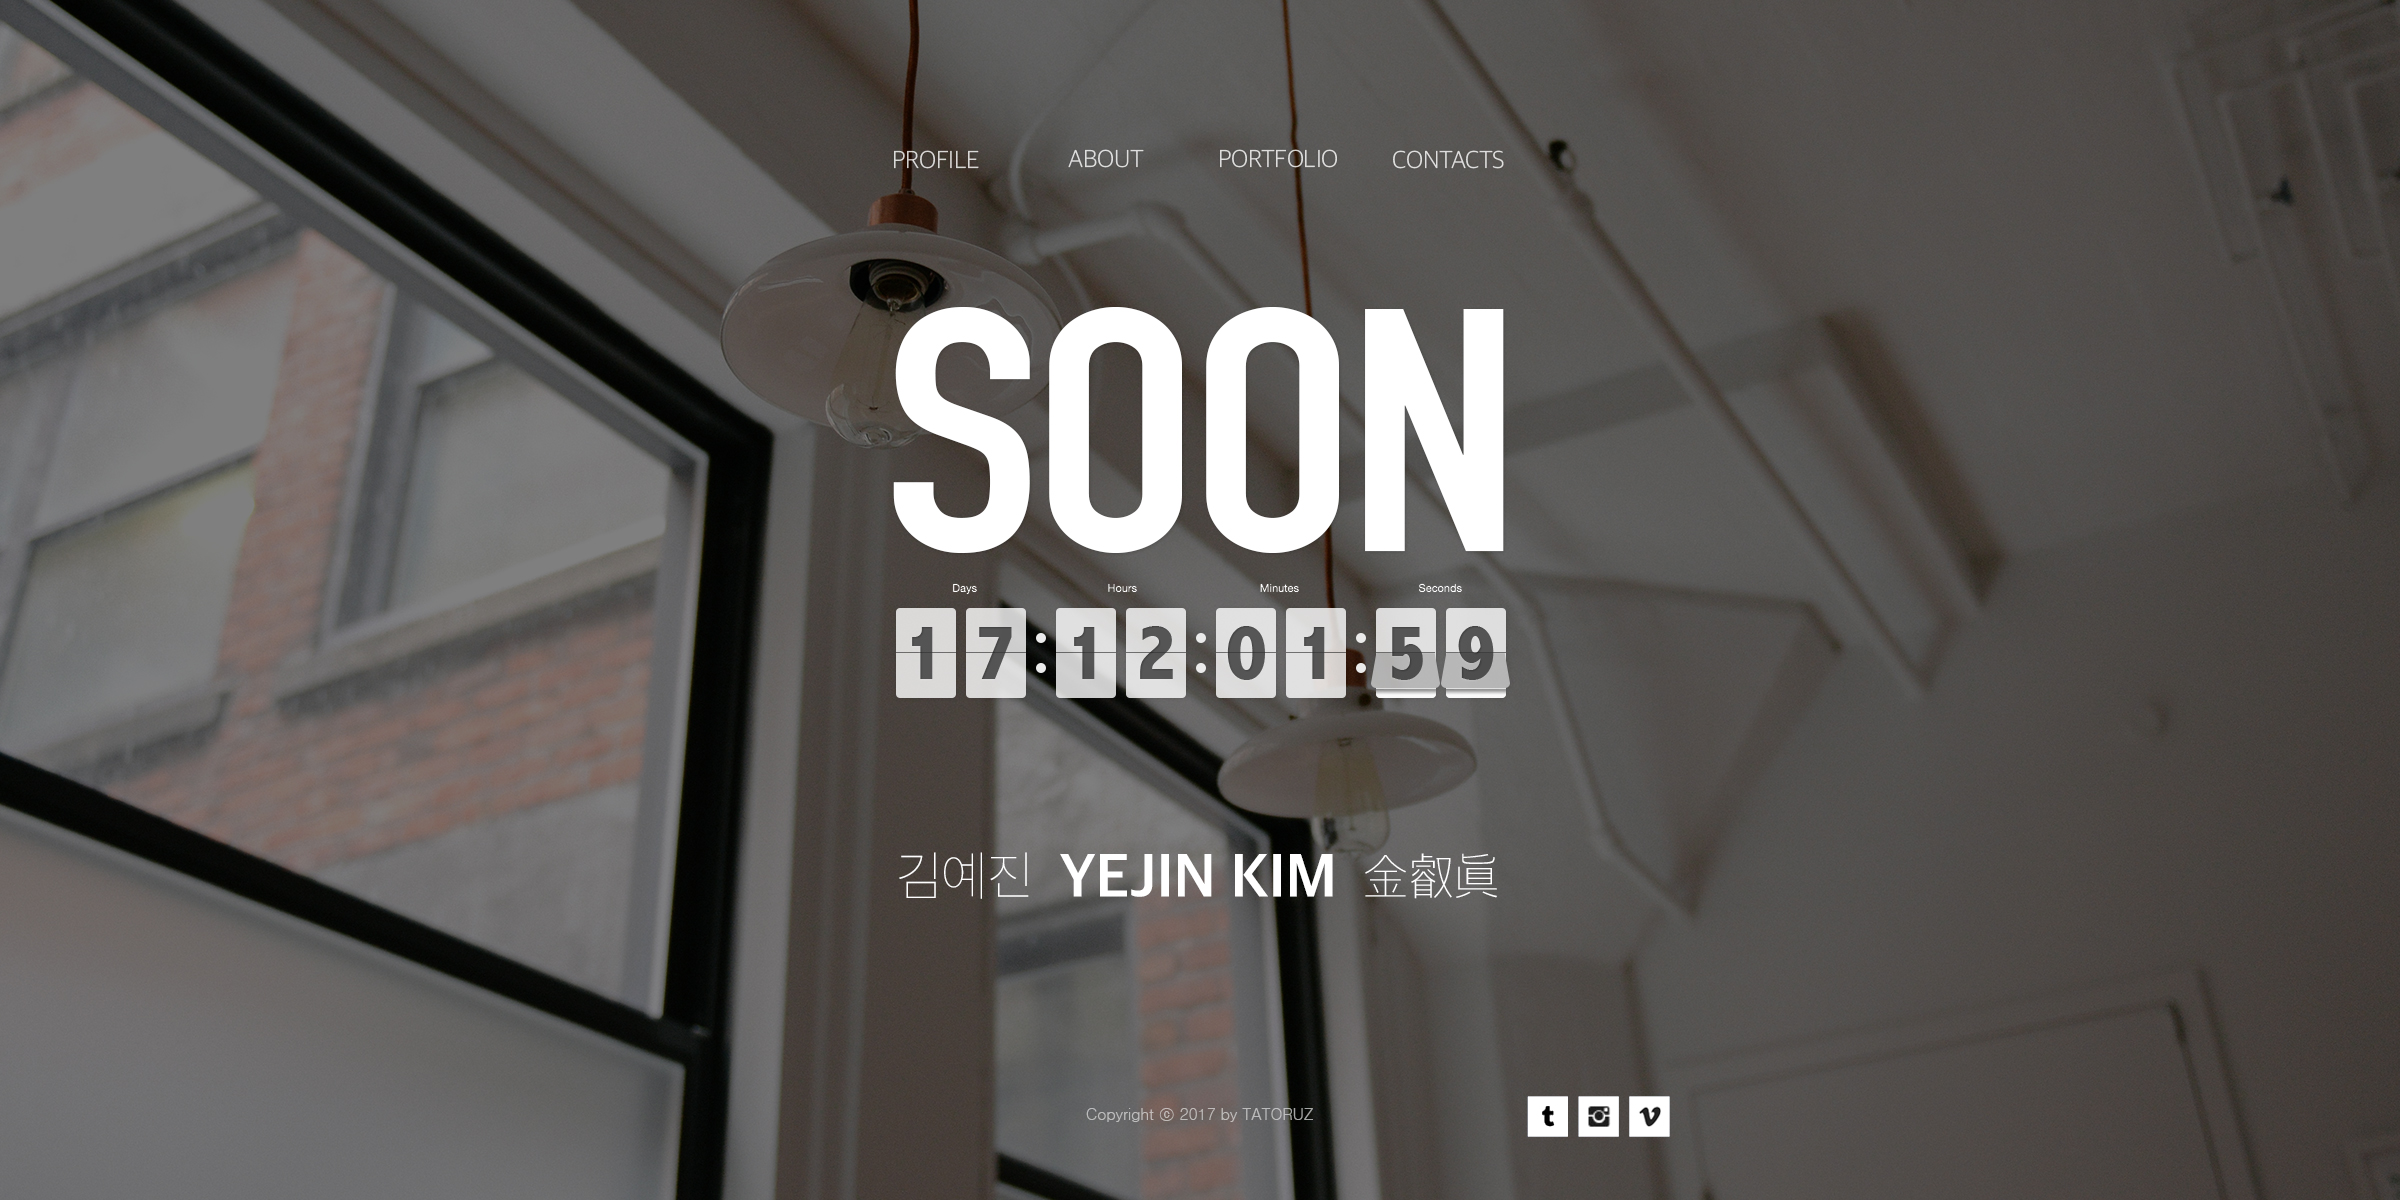 PROFILE ABOUT PORTFOLIO CONTACTS
SOON
Days Hours Minutes Seconds
17:12:01:59
김예진 YEJIN KIM 金叡眞
Copyright ⓒ 2017 by TATORUZ